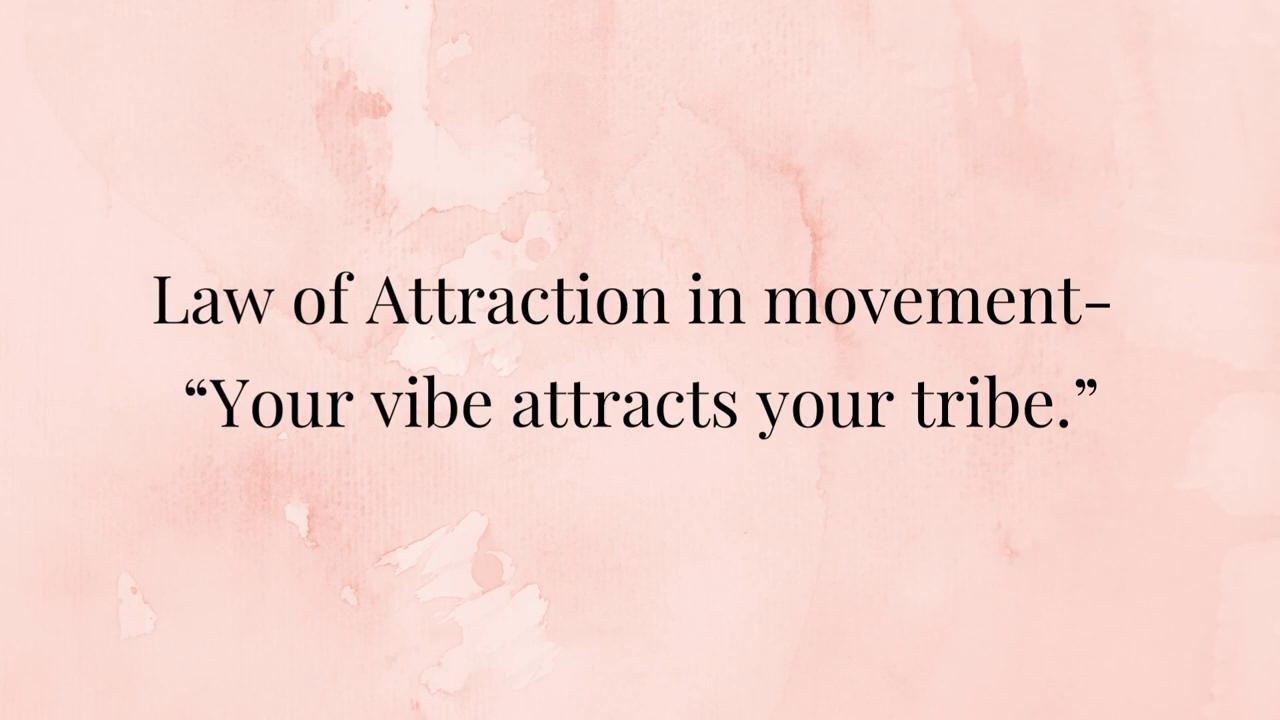 Law of Attraction in movement-
“Your vibe attracts your tribe.”